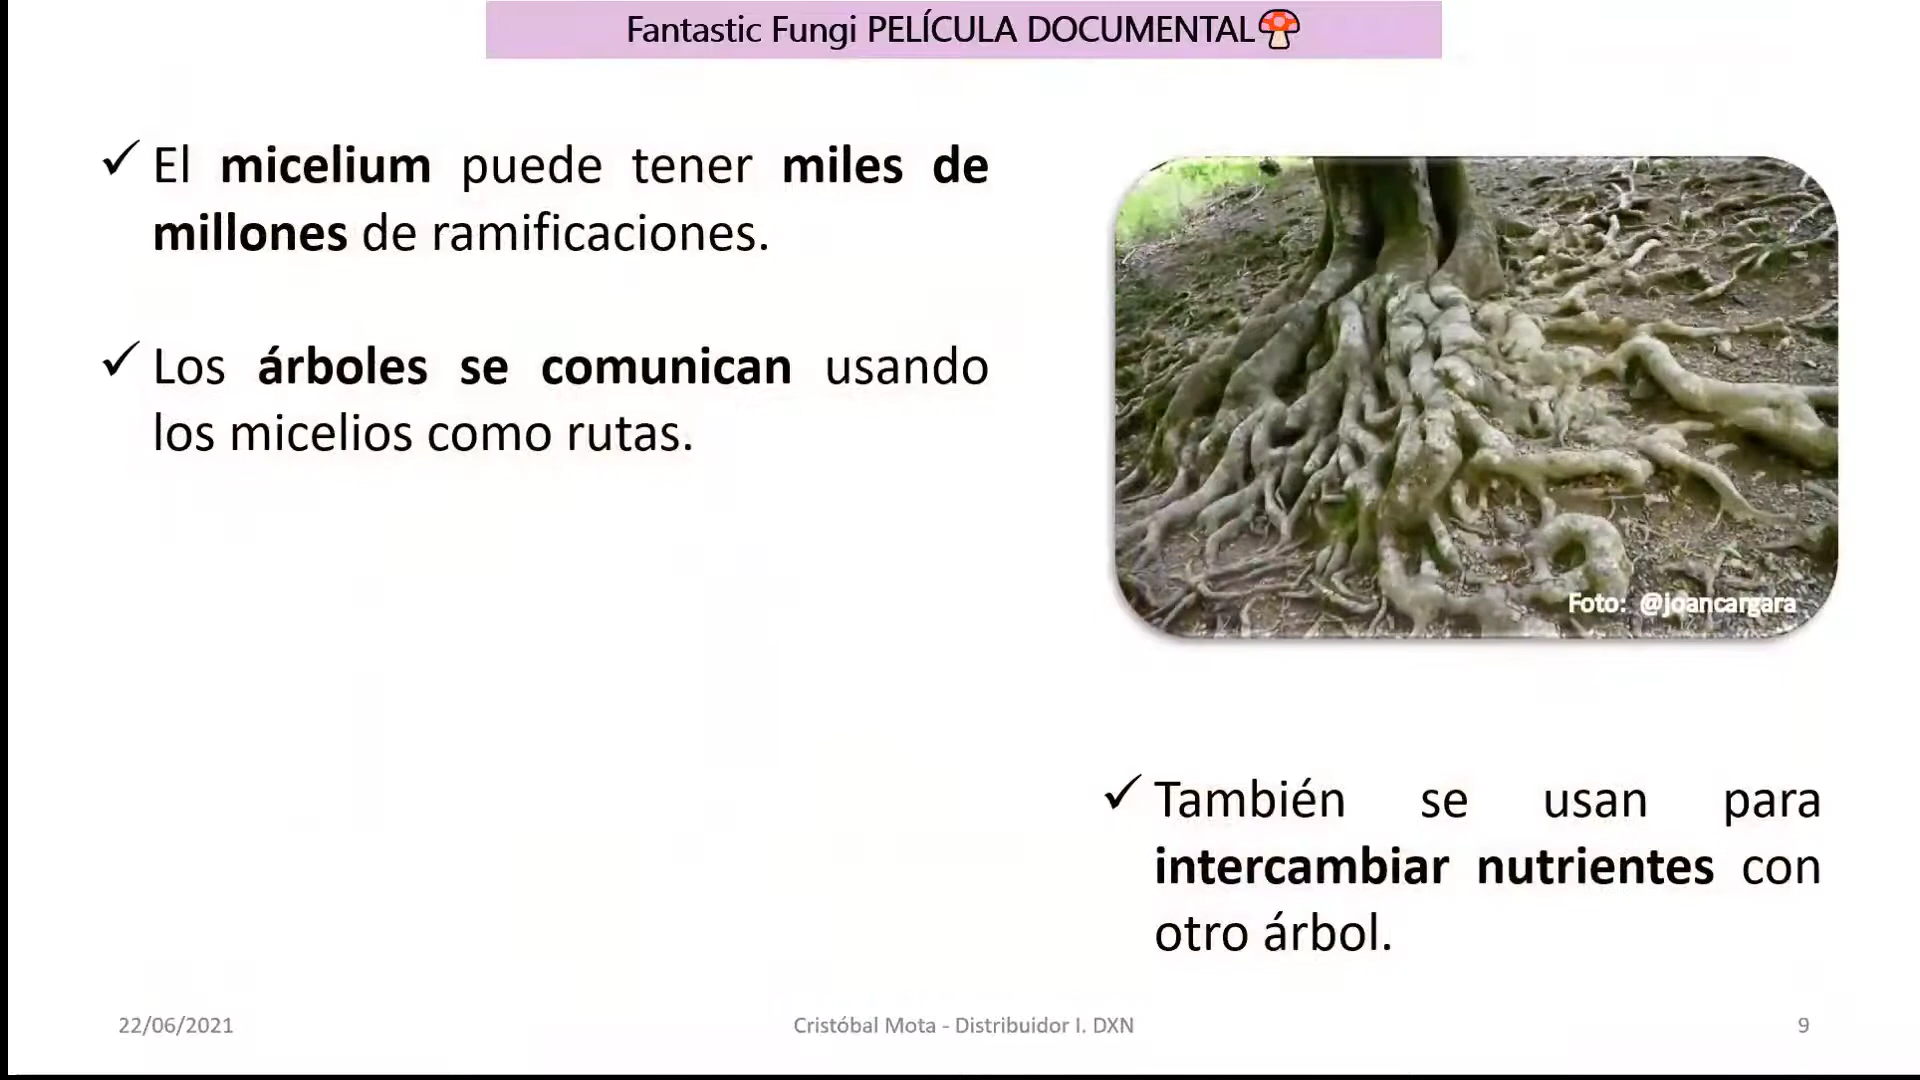 Fantastic Fungi PELÍCULA DOCUMENTAL🍄
✓ El micelium puede tener miles de
millones de ramificaciones.
✓ Los árboles se comunican usando
los micelios como rutas.
Foto: @joancargara
✓ También se usan para
intercambiar nutrientes con
otro árbol.
22/06/2021
Cristóbal Mota - Distribuidor I. DXN
9